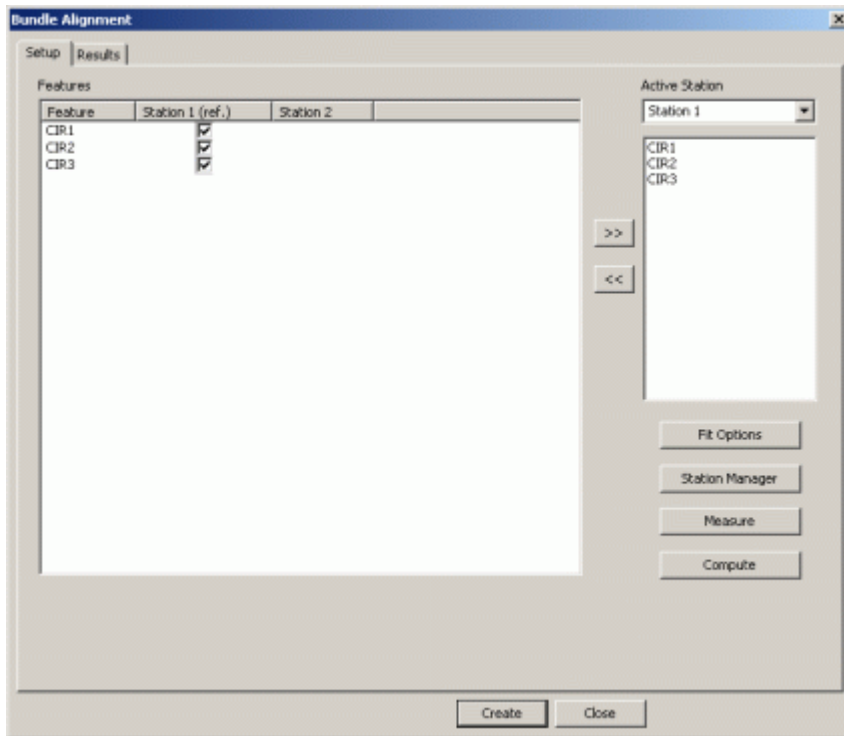 Bundle Alignment
Setup Results
Features
Feature Station 1 (ref.) Station 2
CIR1
CIR2
CIR3
Active Station
Station 1
CIR1
CIR2
CIR3
>>
<<
Fit Options
Station Manager
Measure
Compute
Create Close